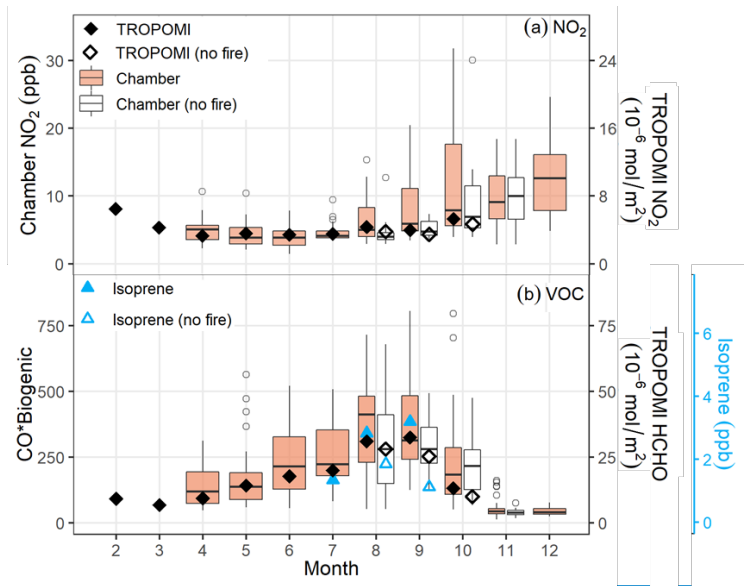 TROPOMI
TROPOMI (no fire)
Chamber
Chamber (no fire)
(a) NO₂
Chamber NO₂ (ppb)
30
20
10
0
24
16
8
0
TROPOMI NO₂
(10⁻⁶ mol/m²)
Isoprene
Isoprene (no fire)
(b) VOC
CO*Biogenic
750
500
250
0
75
50
25
0
TROPOMI HCHO
(10⁻⁶ mol/m²)
6
4
2
0
Isoprene (ppb)
2 3 4 5 6 7 8 9 10 11 12
Month